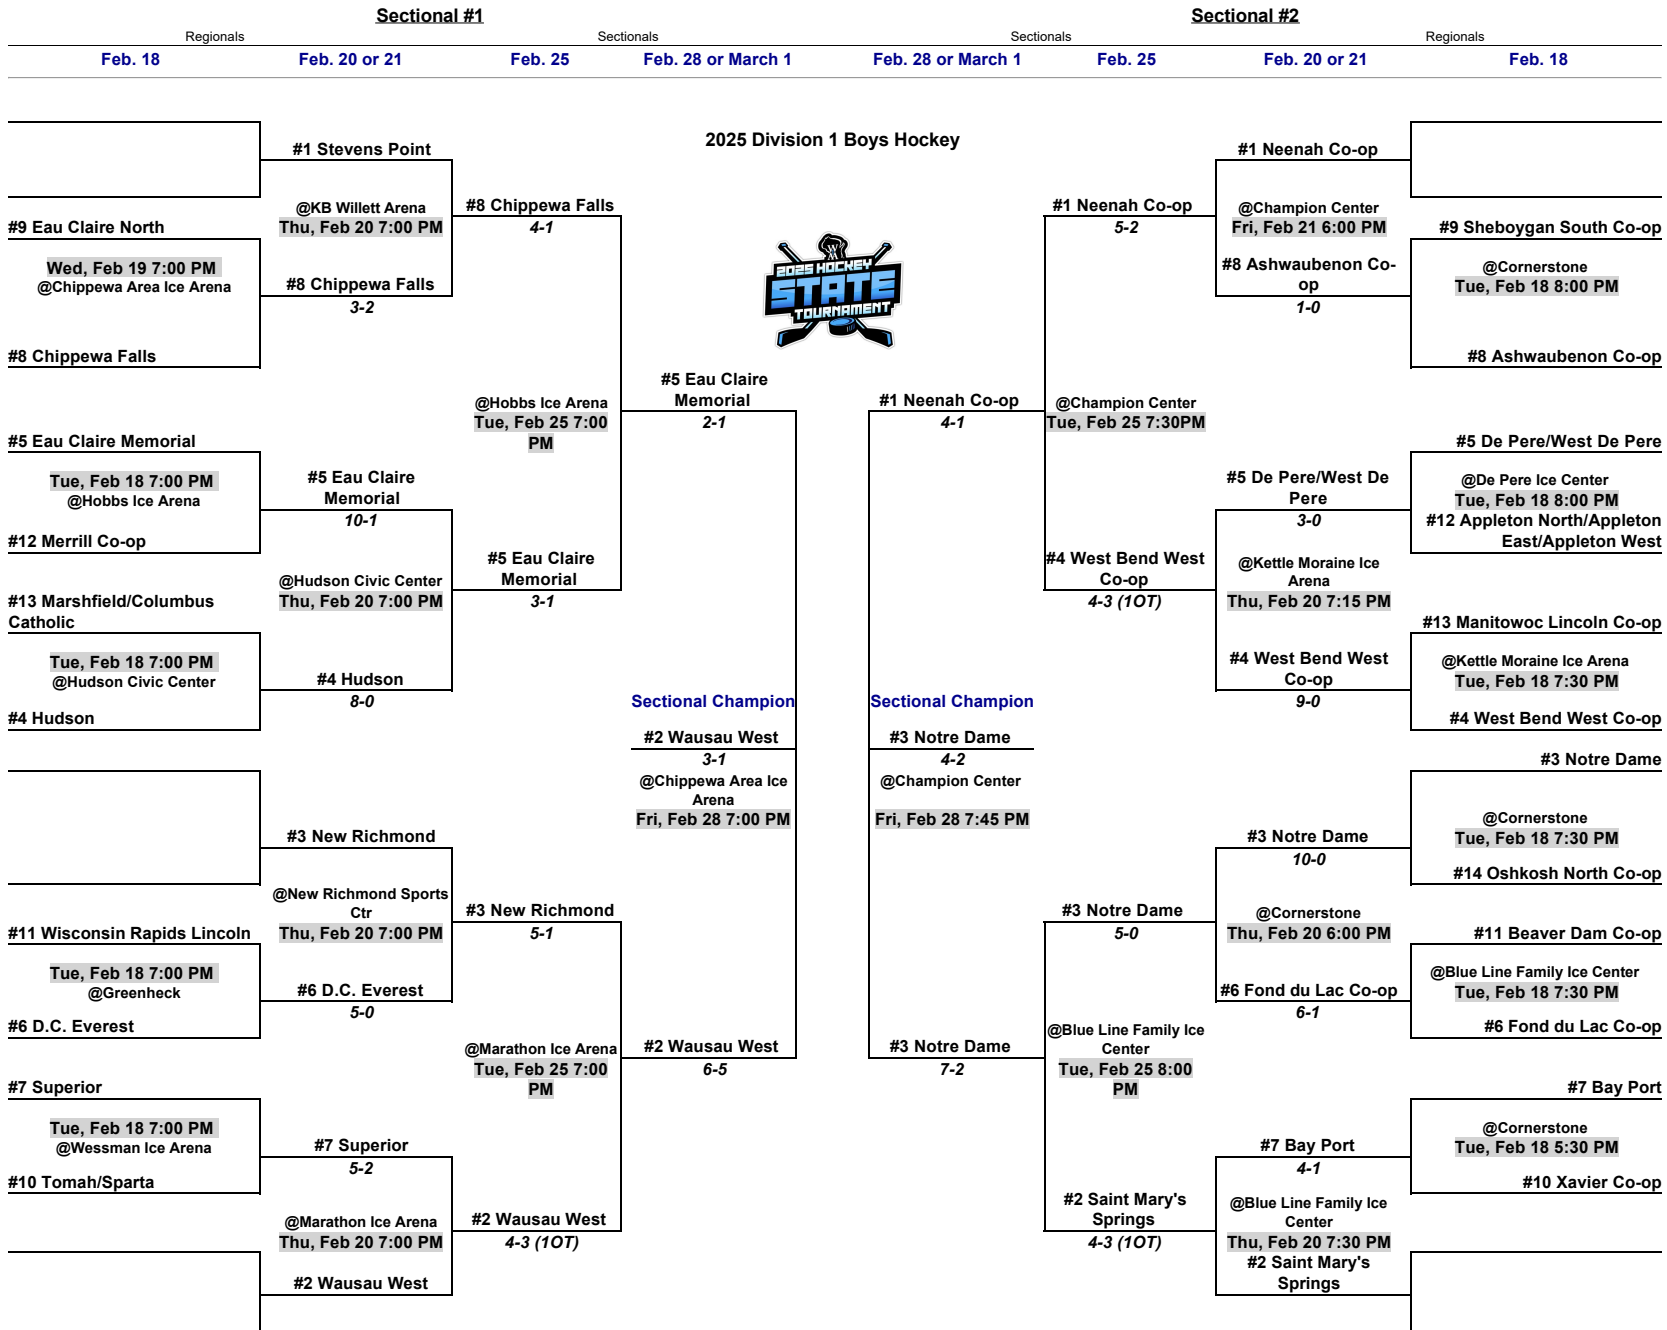 Sectional #1
Sectional #2
Regionals
Sectionals
Sectionals
Regionals
Feb. 18
Feb. 20 or 21
Feb. 25
Feb. 28 or March 1
Feb. 28 or March 1
Feb. 25
Feb. 20 or 21
Feb. 18
2025 Division 1 Boys Hockey
2025 HOCKEY
STATE
TOURNAMENT
#9 Eau Claire North
Wed, Feb 19 7:00 PM
@Chippewa Area Ice Arena
#8 Chippewa Falls
#5 Eau Claire Memorial
Tue, Feb 18 7:00 PM
@Hobbs Ice Arena
#12 Merrill Co-op
#13 Marshfield/Columbus
Catholic
Tue, Feb 18 7:00 PM
@Hudson Civic Center
#4 Hudson
#11 Wisconsin Rapids Lincoln
Tue, Feb 18 7:00 PM
@Greenheck
#6 D.C. Everest
#7 Superior
Tue, Feb 18 7:00 PM
@Wessman Ice Arena
#10 Tomah/Sparta
#1 Stevens Point
@KB Willett Arena
Thu, Feb 20 7:00 PM
#8 Chippewa Falls
3-2
#5 Eau Claire
Memorial
10-1
@Hudson Civic Center
Thu, Feb 20 7:00 PM
#4 Hudson
8-0
#3 New Richmond
@New Richmond Sports
Ctr
Thu, Feb 20 7:00 PM
#6 D.C. Everest
5-0
#7 Superior
5-2
@Marathon Ice Arena
Thu, Feb 20 7:00 PM
#2 Wausau West
#8 Chippewa Falls
4-1
@Hobbs Ice Arena
Tue, Feb 25 7:00
PM
#5 Eau Claire
Memorial
3-1
#3 New Richmond
5-1
@Marathon Ice Arena
Tue, Feb 25 7:00
PM
#2 Wausau West
4-3 (1OT)
#5 Eau Claire
Memorial
2-1
Sectional Champion
#2 Wausau West
3-1
@Chippewa Area Ice
Arena
Fri, Feb 28 7:00 PM
#2 Wausau West
6-5
#1 Neenah Co-op
4-1
Sectional Champion
#3 Notre Dame
4-2
@Champion Center
Fri, Feb 28 7:45 PM
#3 Notre Dame
7-2
#1 Neenah Co-op
5-2
@Champion Center
Tue, Feb 25 7:30PM
#4 West Bend West
Co-op
4-3 (1OT)
#3 Notre Dame
5-0
@Blue Line Family Ice
Center
Tue, Feb 25 8:00
PM
#2 Saint Mary's
Springs
4-3 (1OT)
#1 Neenah Co-op
@Champion Center
Fri, Feb 21 6:00 PM
#8 Ashwaubenon Co-
op
1-0
#5 De Pere/West De
Pere
3-0
@Kettle Moraine Ice
Arena
Thu, Feb 20 7:15 PM
#4 West Bend West
Co-op
9-0
#3 Notre Dame
10-0
@Cornerstone
Thu, Feb 20 6:00 PM
#6 Fond du Lac Co-op
6-1
#7 Bay Port
4-1
@Blue Line Family Ice
Center
Thu, Feb 20 7:30 PM
#2 Saint Mary's
Springs
#9 Sheboygan South Co-op
@Cornerstone
Tue, Feb 18 8:00 PM
#8 Ashwaubenon Co-op
#5 De Pere/West De Pere
@De Pere Ice Center
Tue, Feb 18 8:00 PM
#12 Appleton North/Appleton
East/Appleton West
#13 Manitowoc Lincoln Co-op
@Kettle Moraine Ice Arena
Tue, Feb 18 7:30 PM
#4 West Bend West Co-op
#3 Notre Dame
@Cornerstone
Tue, Feb 18 7:30 PM
#14 Oshkosh North Co-op
#11 Beaver Dam Co-op
@Blue Line Family Ice Center
Tue, Feb 18 7:30 PM
#6 Fond du Lac Co-op
#7 Bay Port
@Cornerstone
Tue, Feb 18 5:30 PM
#10 Xavier Co-op